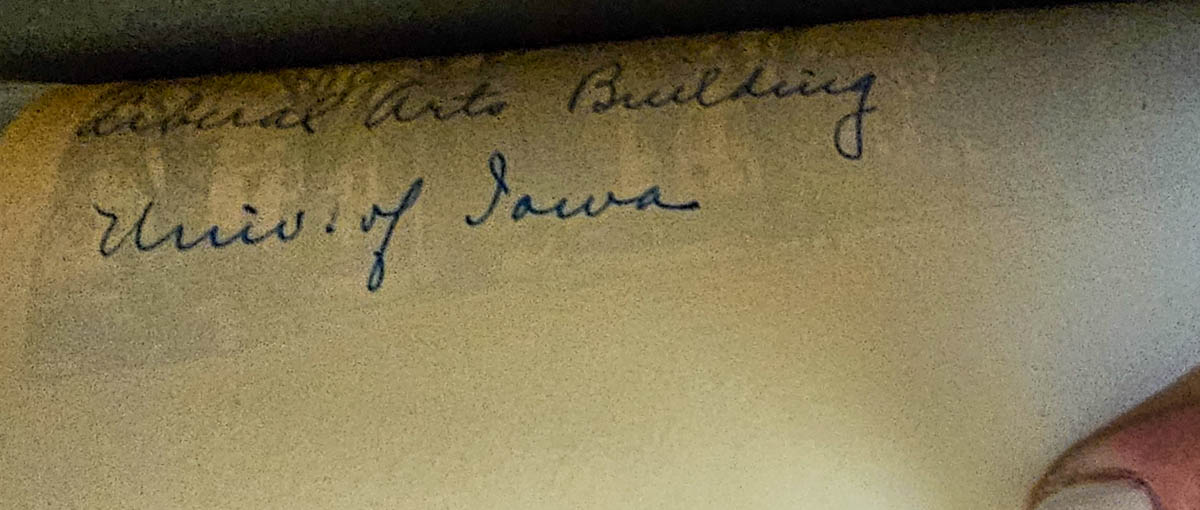 Liberal Arts Building
Univ. of Iowa